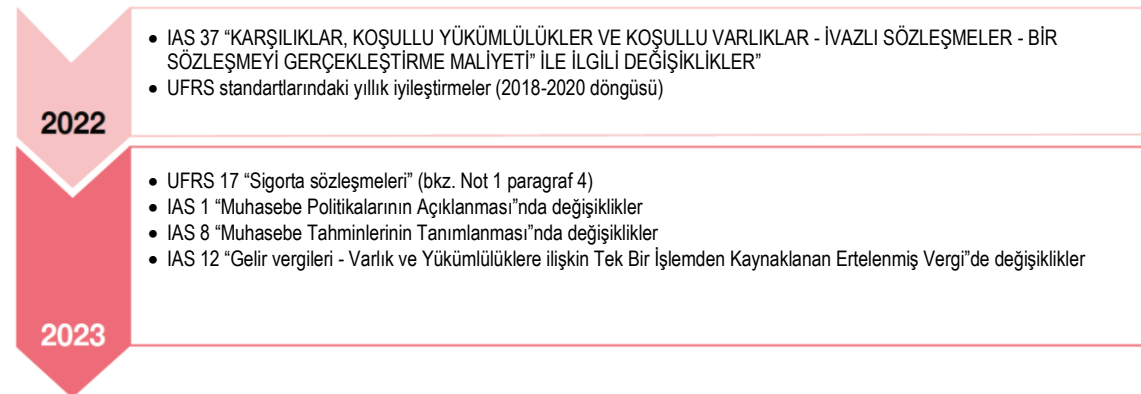 • IAS 37 “KARŞILIKLAR, KOŞULLU YÜKÜMLÜLÜKLER VE KOŞULLU VARLIKLAR - İVAZLI SÖZLEŞMELER - BİR
SÖZLEŞMEYİ GERÇEKLEŞTİRME MALİYETİ” İLE İLGİLİ DEĞİŞİKLİKLER”
• UFRS standartlarındaki yıllık iyileştirmeler (2018-2020 döngüsü)
2022
• UFRS 17 “Sigorta sözleşmeleri” (bkz. Not 1 paragraf 4)
• IAS 1 “Muhasebe Politikalarının Açıklanması”nda değişiklikler
• IAS 8 “Muhasebe Tahminlerinin Tanımlanması”nda değişiklikler
• IAS 12 “Gelir vergileri - Varlık ve Yükümlülüklere ilişkin Tek Bir İşlemden Kaynaklanan Ertelenmiş Vergi”de değişiklikler
2023